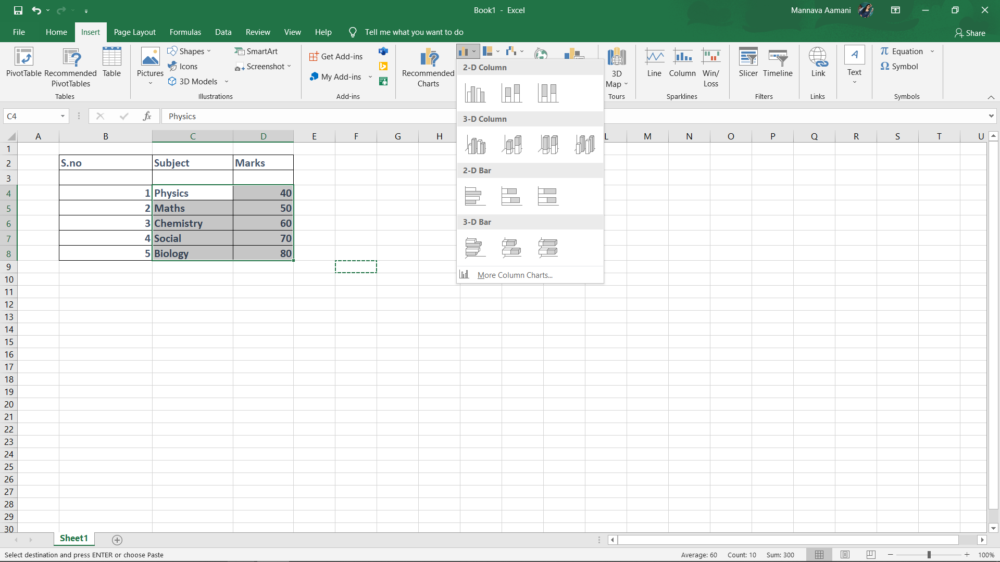 Book1 - Excel
Mannava Aamani
File Home Insert Page Layout Formulas Data Review View Help Tell me what you want to do Share
PivotTable
Recommended PivotTables
Table
Tables
Pictures
Shapes
Icons
3D Models
SmartArt
Screenshot
Illustrations
Get Add-ins
My Add-ins
Add-ins
Recommended Charts
3D Map
Tours
Line
Column
Win/ Loss
Sparklines
Slicer
Timeline
Filters
Link
Links
A
Text
π Equation
Ω Symbol
Symbols
2-D Column
3-D Column
2-D Bar
3-D Bar
More Column Charts...
C4 fx Physics
A B C D E F G H L M N O P Q R S T U
1
2 S.no Subject Marks
3
4 1 Physics 40
5 2 Maths 50
6 3 Chemistry 60
7 4 Social 70
8 5 Biology 80
9
10
11
12
13
14
15
16
17
18
19
20
21
22
23
24
25
26
27
28
29
30
Sheet1
Select destination and press ENTER or choose Paste
Average: 60 Count: 10 Sum: 300 100%